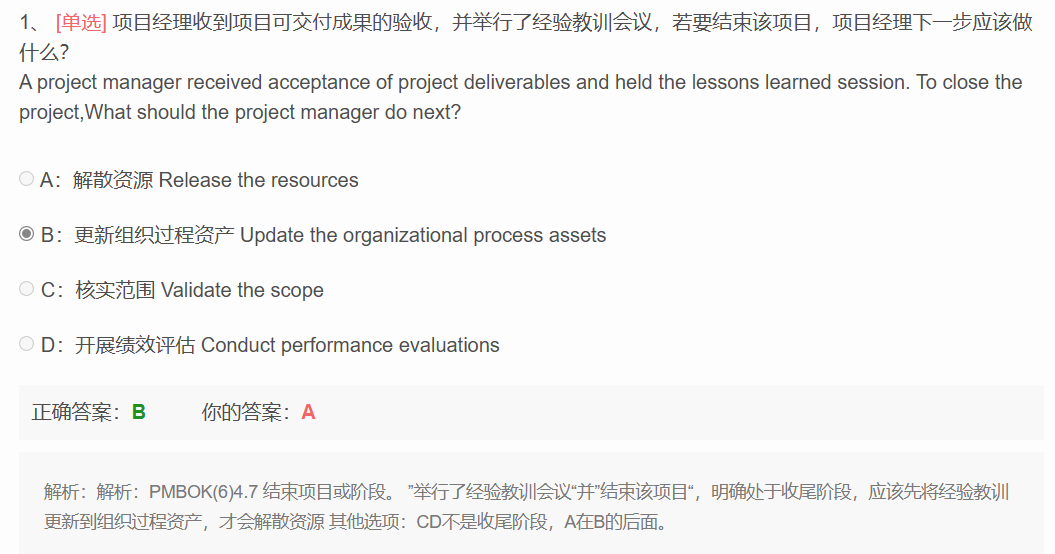 1、 [单选] 项目经理收到项目可交付成果的验收，并举行了经验教训会议，若要结束该项目，项目经理下一步应该做
什么?
A project manager received acceptance of project deliverables and held the lessons learned session. To close the
project,What should the project manager do next?
A：解散资源 Release the resources
B：更新组织过程资产 Update the organizational process assets
C：核实范围 Validate the scope
D：开展绩效评估 Conduct performance evaluations
正确答案：B 你的答案：A
解析：解析：PMBOK(6)4.7 结束项目或阶段。 ”举行了经验教训会议“并”结束该项目“，明确处于收尾阶段，应该先将经验教训
更新到组织过程资产，才会解散资源 其他选项：CD不是收尾阶段，A在B的后面。